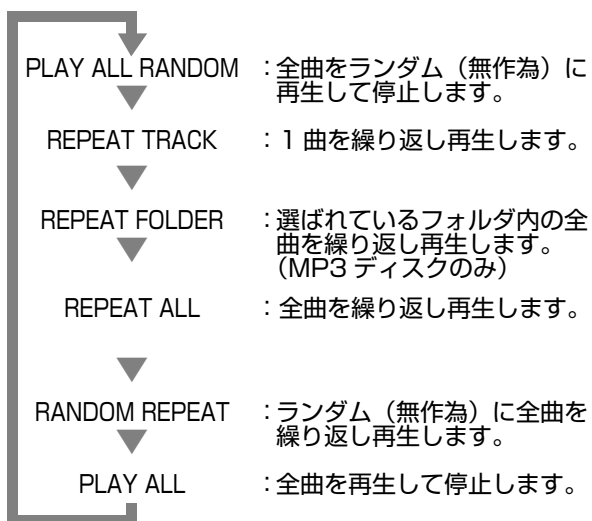 PLAY ALL RANDOM ：全曲をランダム（無作為）に
再生して停止します。
REPEAT TRACK ：1 曲を繰り返し再生します。
REPEAT FOLDER ：選ばれているフォルダ内の全
曲を繰り返し再生します。
（MP3 ディスクのみ）
REPEAT ALL ：全曲を繰り返し再生します。
RANDOM REPEAT ：ランダム（無作為）に全曲を
繰り返し再生します。
PLAY ALL ：全曲を再生して停止します。